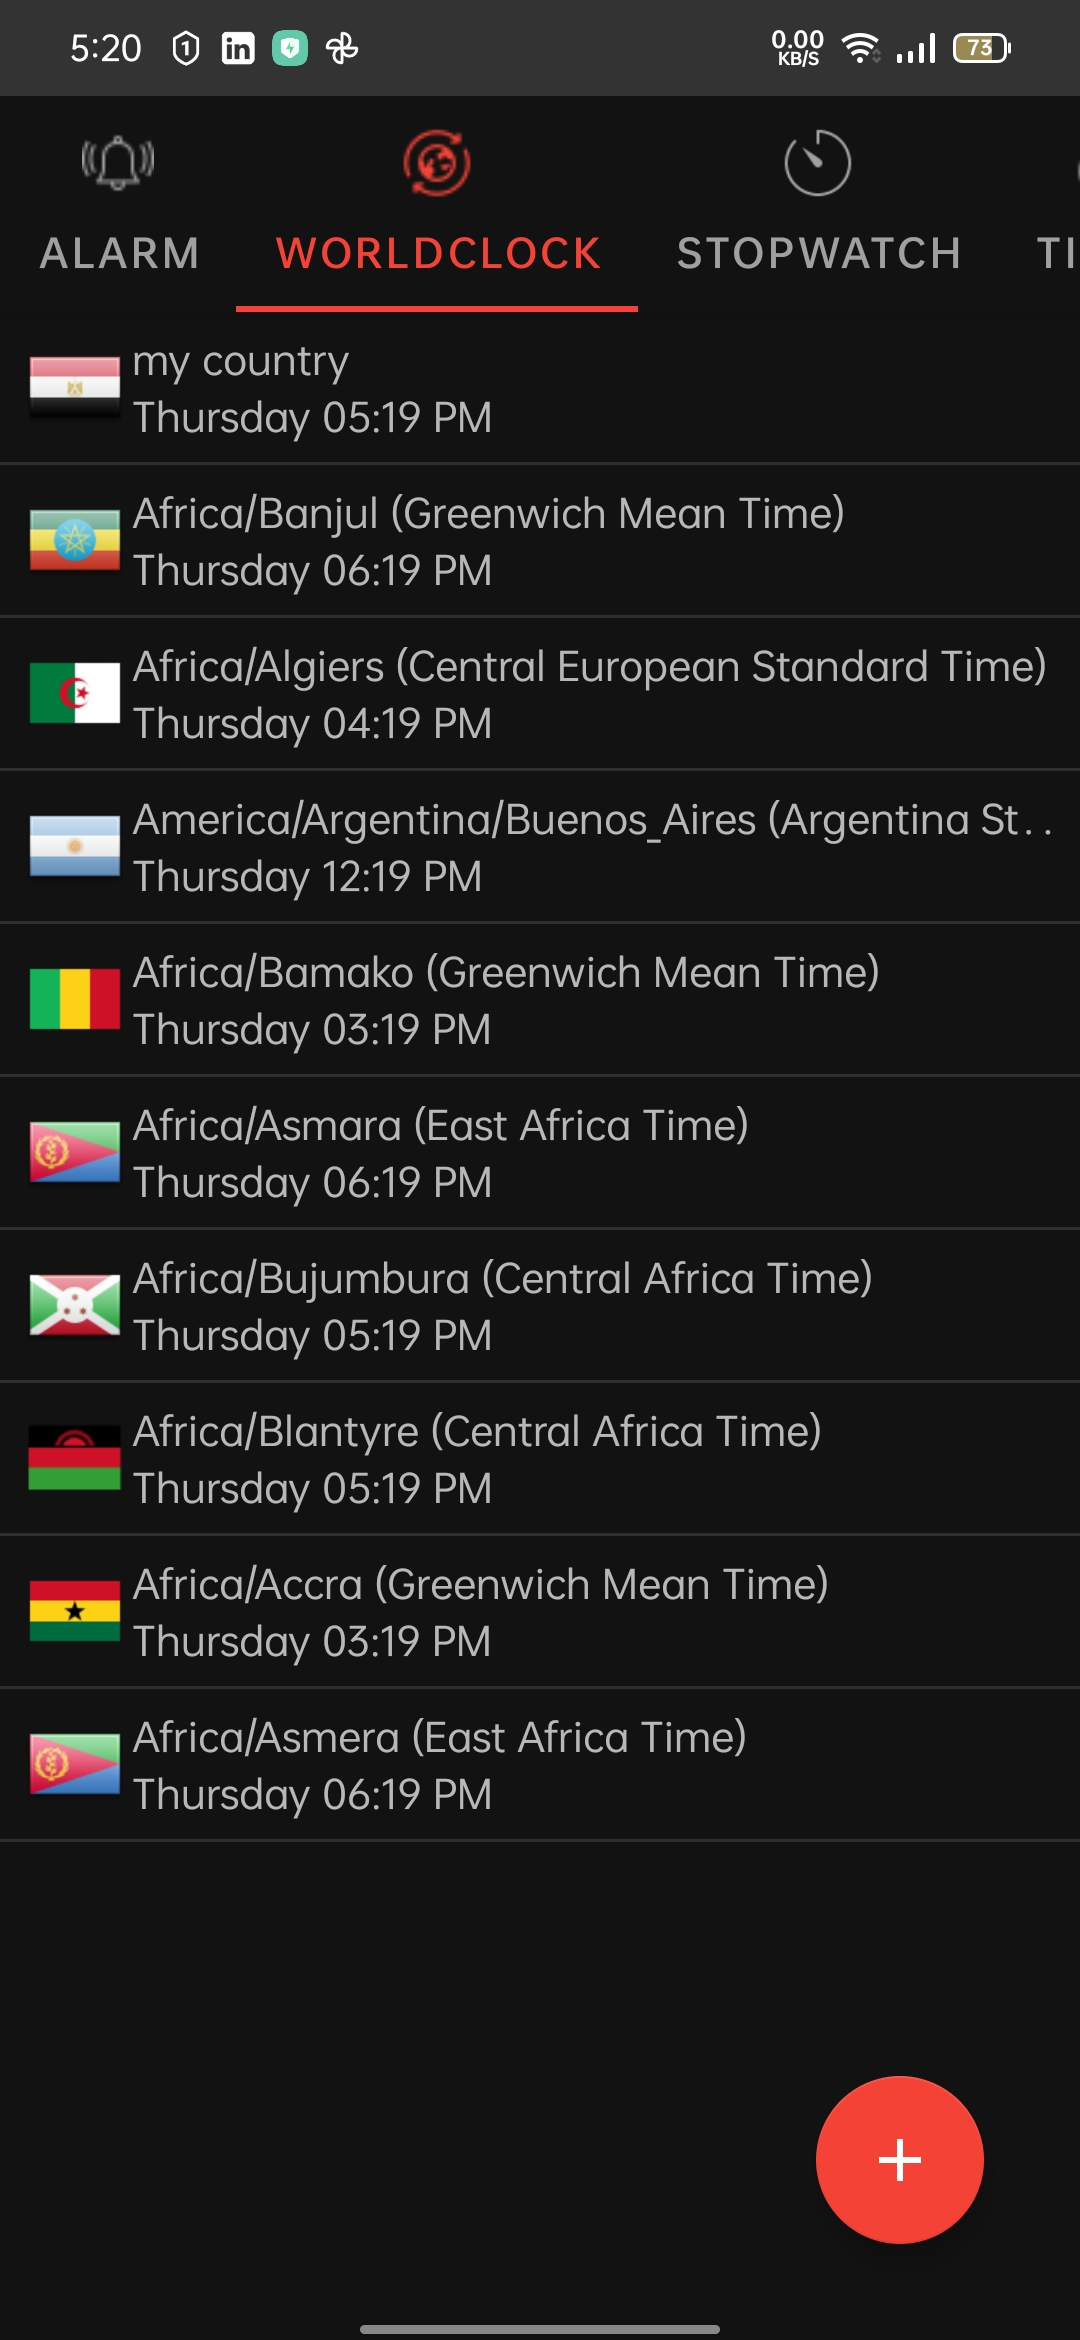 5:20
0.00
KB/S
73
ALARM
WORLDCLOCK
STOPWATCH
TI
my country
Thursday 05:19 PM
Africa/Banjul (Greenwich Mean Time)
Thursday 06:19 PM
Africa/Algiers (Central European Standard Time)
Thursday 04:19 PM
America/Argentina/Buenos_Aires (Argentina St..
Thursday 12:19 PM
Africa/Bamako (Greenwich Mean Time)
Thursday 03:19 PM
Africa/Asmara (East Africa Time)
Thursday 06:19 PM
Africa/Bujumbura (Central Africa Time)
Thursday 05:19 PM
Africa/Blantyre (Central Africa Time)
Thursday 05:19 PM
Africa/Accra (Greenwich Mean Time)
Thursday 03:19 PM
Africa/Asmera (East Africa Time)
Thursday 06:19 PM